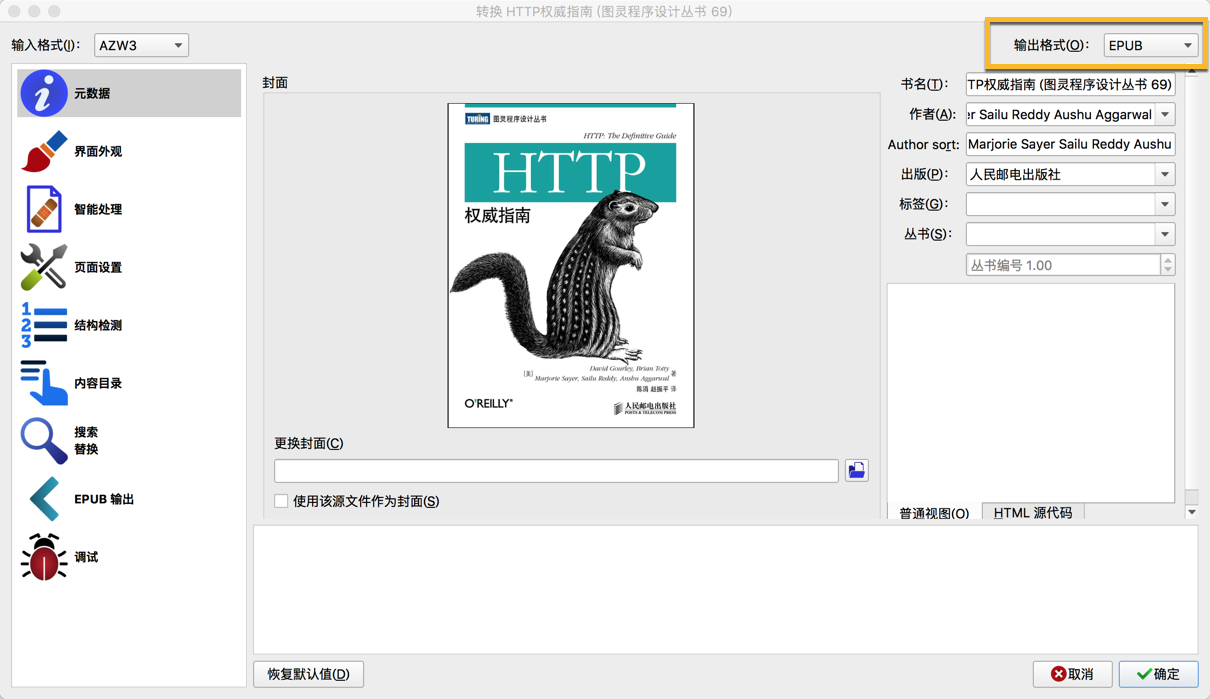 转换 HTTP权威指南 (图灵程序设计丛书 69)
输入格式(I): AZW3
输出格式(O): EPUB
元数据
界面外观
智能处理
页面设置
结构检测
内容目录
搜索
替换
EPUB 输出
调试
封面
TURING 图灵程序设计丛书
HTTP: The Definitive Guide
HTTP
权威指南
[美] David Gourley, Brian Totty
Marjorie Sayer, Sailu Reddy, Anshu Aggarwal 著
陈涓 赵振平 译
O'REILLY®
人民邮电出版社
POSTS & TELECOM PRESS
更换封面(C)
使用该源文件作为封面(S)
书名(T): TP权威指南 (图灵程序设计丛书 69)
作者(A): er Sailu Reddy Aushu Aggarwal
Author sort: Marjorie Sayer Sailu Reddy Aushu
出版(P): 人民邮电出版社
标签(G):
丛书(S):
丛书编号 1.00
普通视图(O) HTML 源代码
恢复默认值(D)
取消
确定